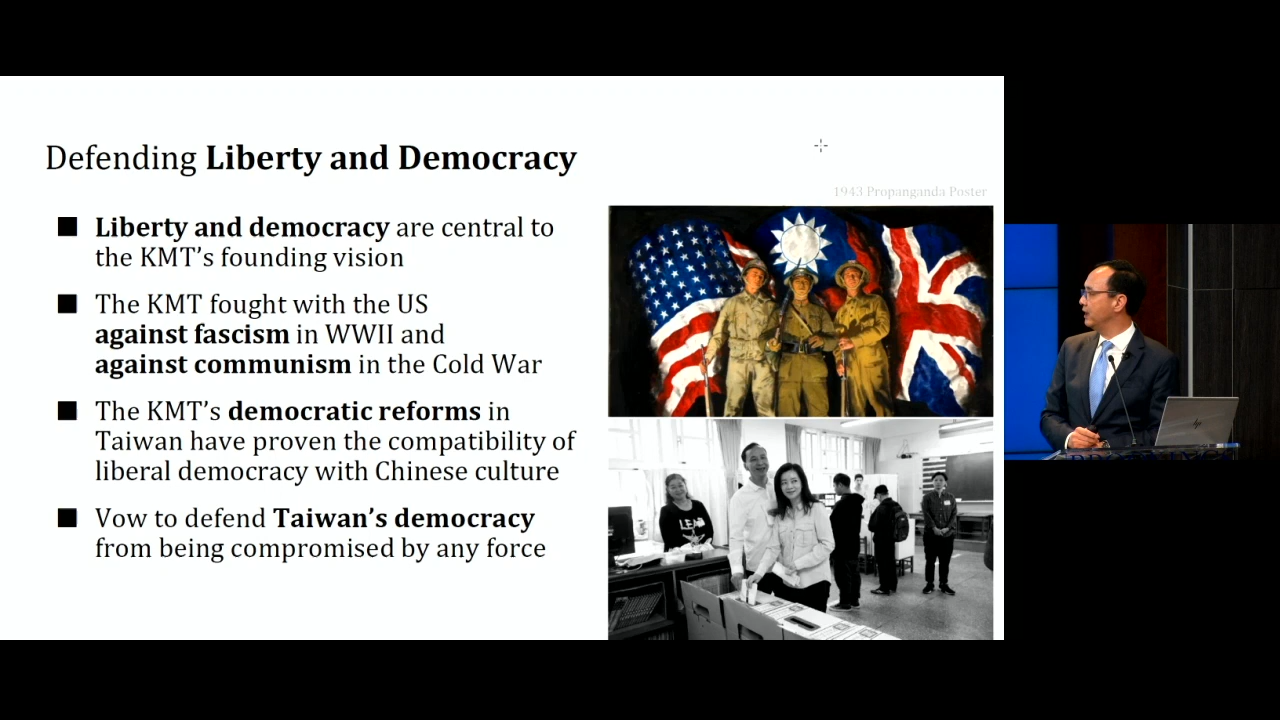 Defending Liberty and Democracy
1943 Propanganda Poster
Liberty and democracy are central to
the KMT's founding vision
The KMT fought with the US
against fascism in WWII and
against communism in the Cold War
The KMT's democratic reforms in
Taiwan have proven the compatibility of
liberal democracy with Chinese culture
Vow to defend Taiwan's democracy
from being compromised by any force
hp